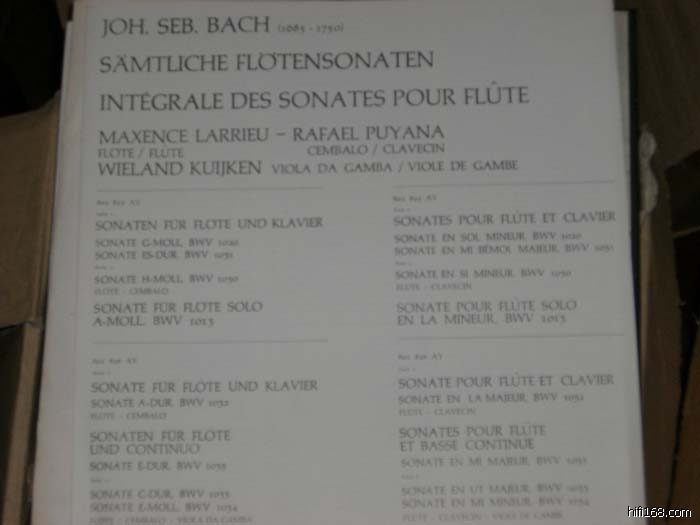 JOH. SEB. BACH (1685 - 1750)
SÄMTLICHE FLÖTENSONATEN
INTÉGRALE DES SONATES POUR FLÛTE
MAXENCE LARRIEU – RAFAEL PUYANA
FLÖTE / FLÛTE CEMBALO / CLAVECIN
WIELAND KUIJKEN VIOLA DA GAMBA / VIOLE DE GAMBE
SONATEN FÜR FLÖTE UND KLAVIER
SONATE G-MOLL, BWV 1020
SONATE ES-DUR, BWV 1031
SONATE H-MOLL, BWV 1030
FLÖTE - CEMBALO
SONATE FÜR FLÖTE SOLO
A-MOLL, BWV 1013
SONATES POUR FLÛTE ET CLAVIER
SONATE EN SOL MINEUR, BWV 1020
SONATE EN MI BÉMOL MAJEUR, BWV 1031
SONATE EN SI MINEUR, BWV 1030
FLÛTE - CLAVECIN
SONATE POUR FLÛTE SOLO
EN LA MINEUR, BWV 1013
SONATE FÜR FLÖTE UND KLAVIER
SONATE A-DUR, BWV 1032
FLÖTE - CEMBALO
SONATEN FÜR FLÖTE
UND CONTINUO
SONATE E-DUR, BWV 1035
SONATE C-DUR, BWV 1033
SONATE E-MOLL, BWV 1034
FLÖTE - CEMBALO - VIOLA DA GAMBA
SONATE POUR FLÛTE ET CLAVIER
SONATE EN LA MAJEUR, BWV 1032
FLÛTE - CLAVECIN
SONATES POUR FLÛTE
ET BASSE CONTINUE
SONATE EN MI MAJEUR, BWV 1035
SONATE EN UT MAJEUR, BWV 1033
SONATE EN MI MINEUR, BWV 1734
FLÛTE - CLAVECIN - VIOLE DE GAMBE
hifi168.com